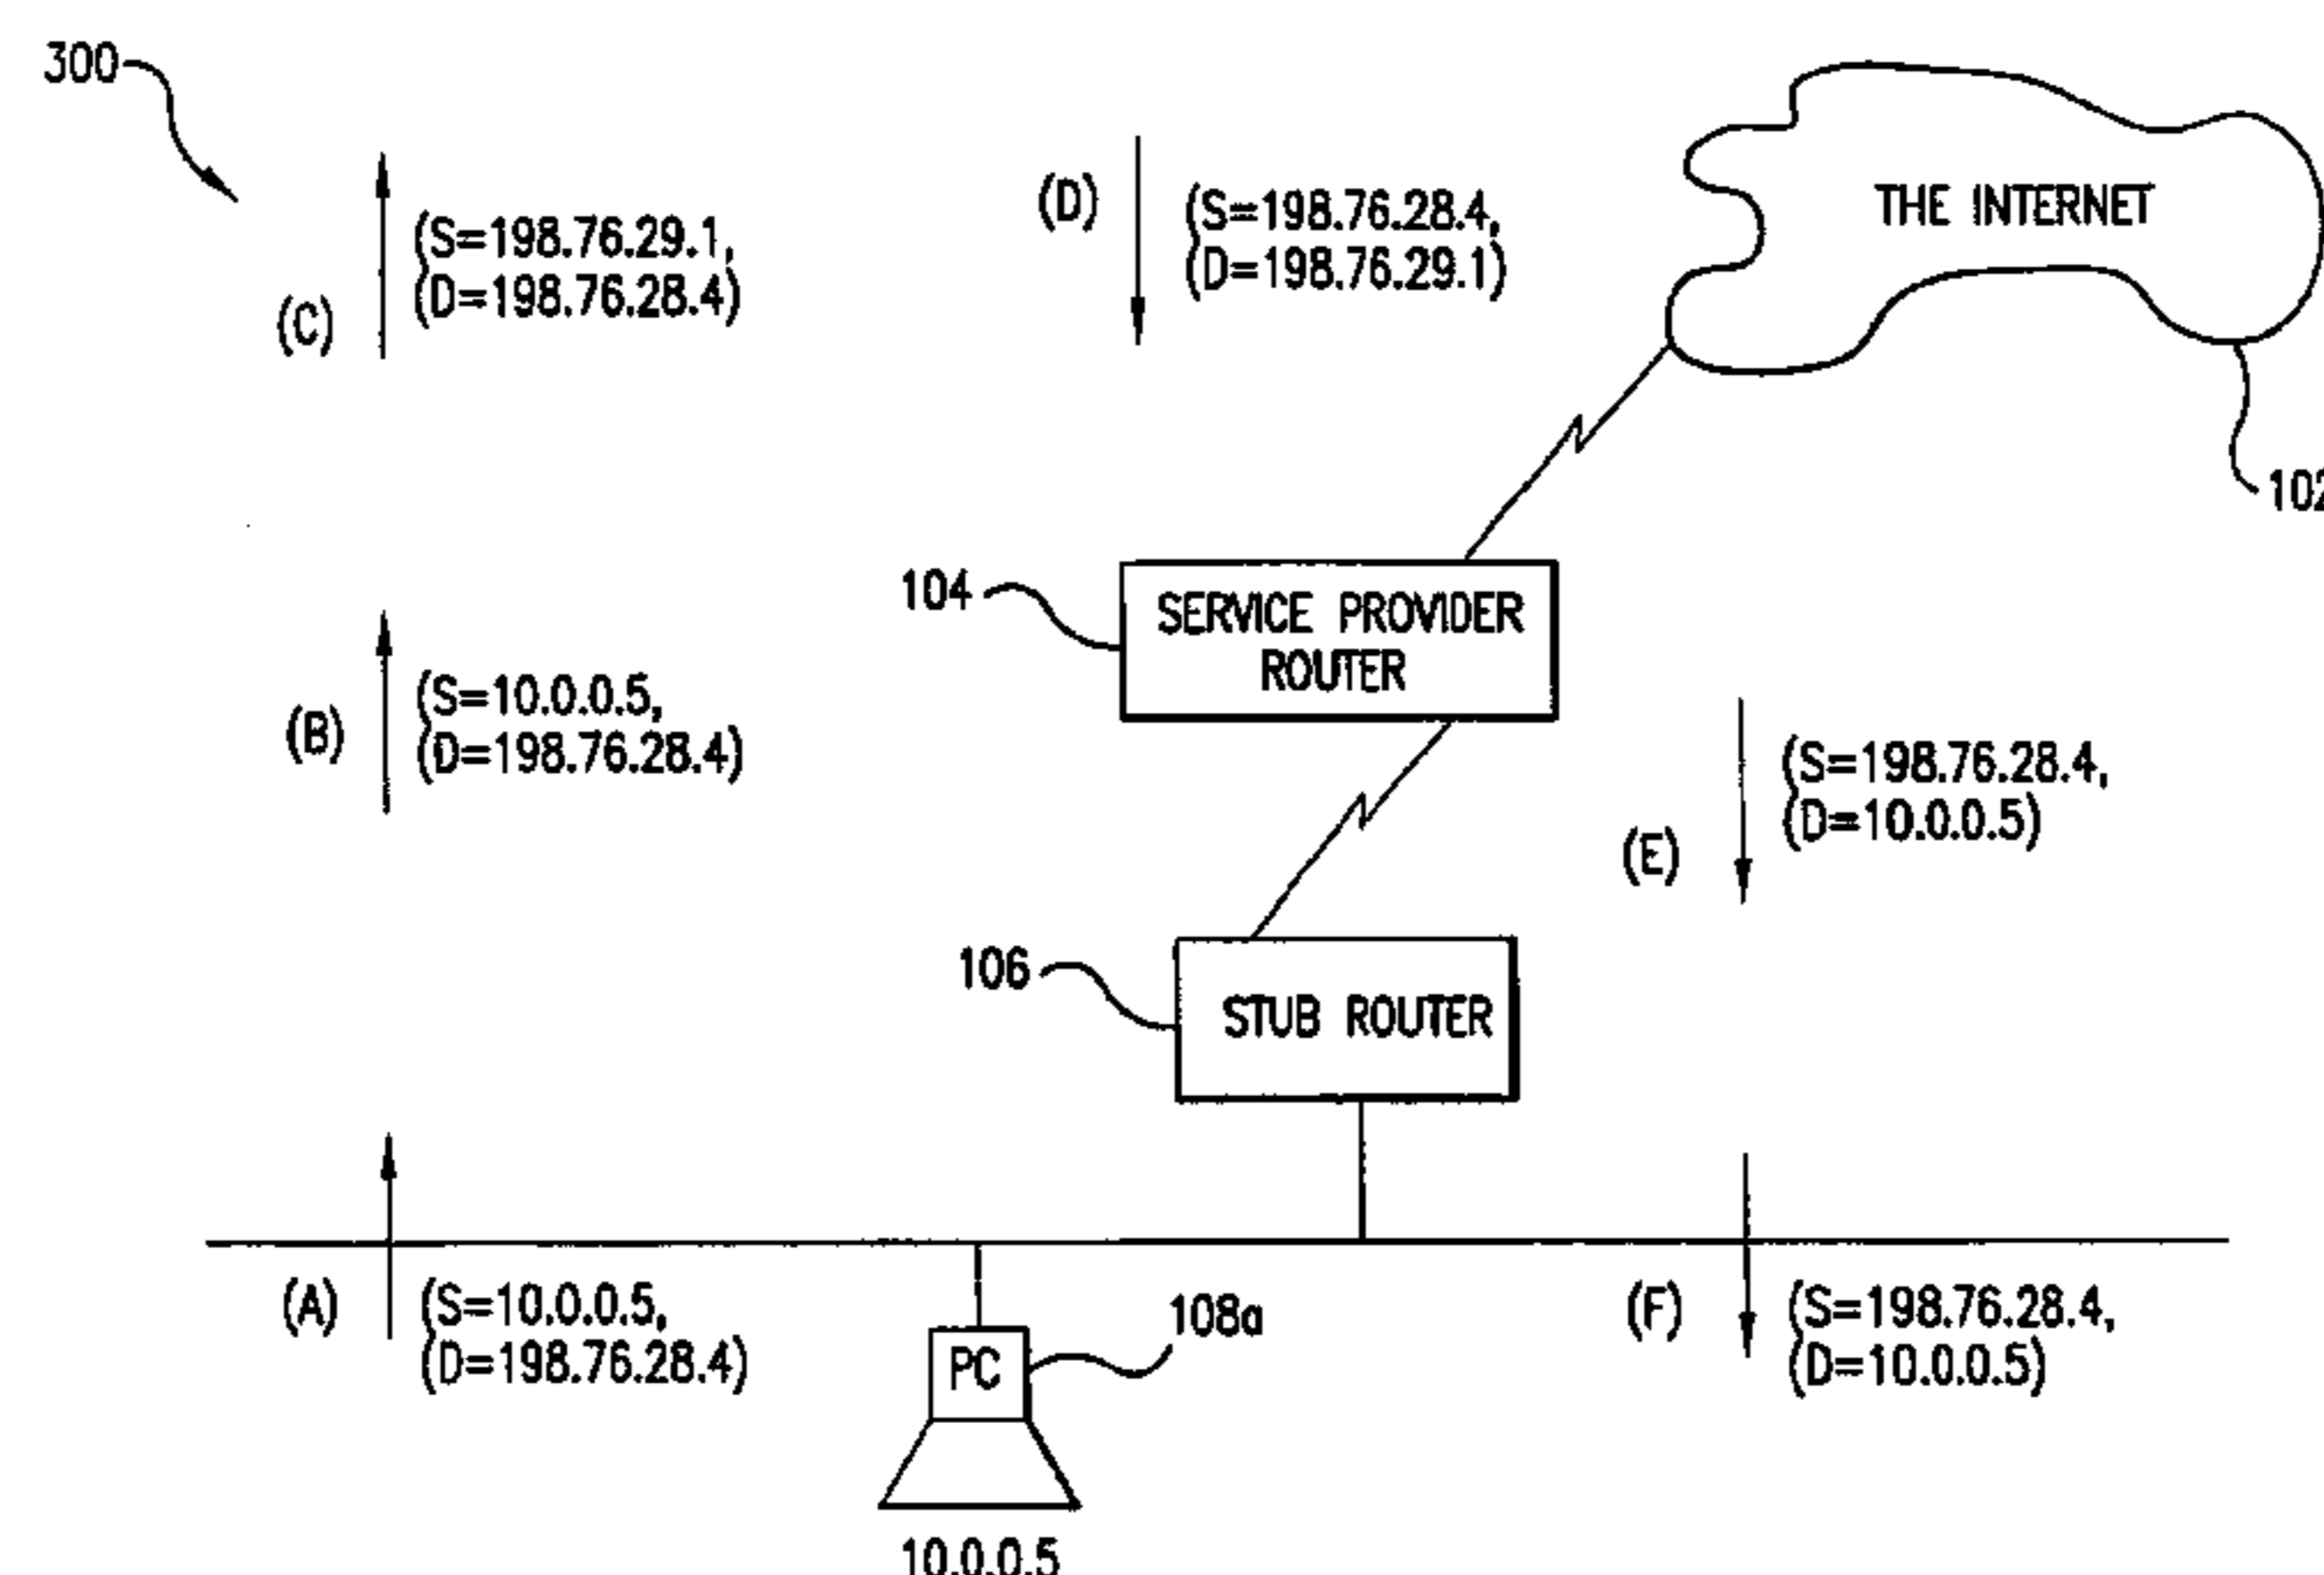 300
(C)
(S=198.76.29.1,
(D=198.76.28.4)
(D)
(S=198.76.28.4,
(D=198.76.29.1)
THE INTERNET
102
104
SERVICE PROVIDER
ROUTER
(B)
(S=10.0.0.5,
(D=198.76.28.4)
(E)
(S=198.76.28.4,
(D=10.0.0.5)
106
STUB ROUTER
(A)
(S=10.0.0.5,
(D=198.76.28.4)
PC
108a
10.0.0.5
(F)
(S=198.76.28.4,
(D=10.0.0.5)